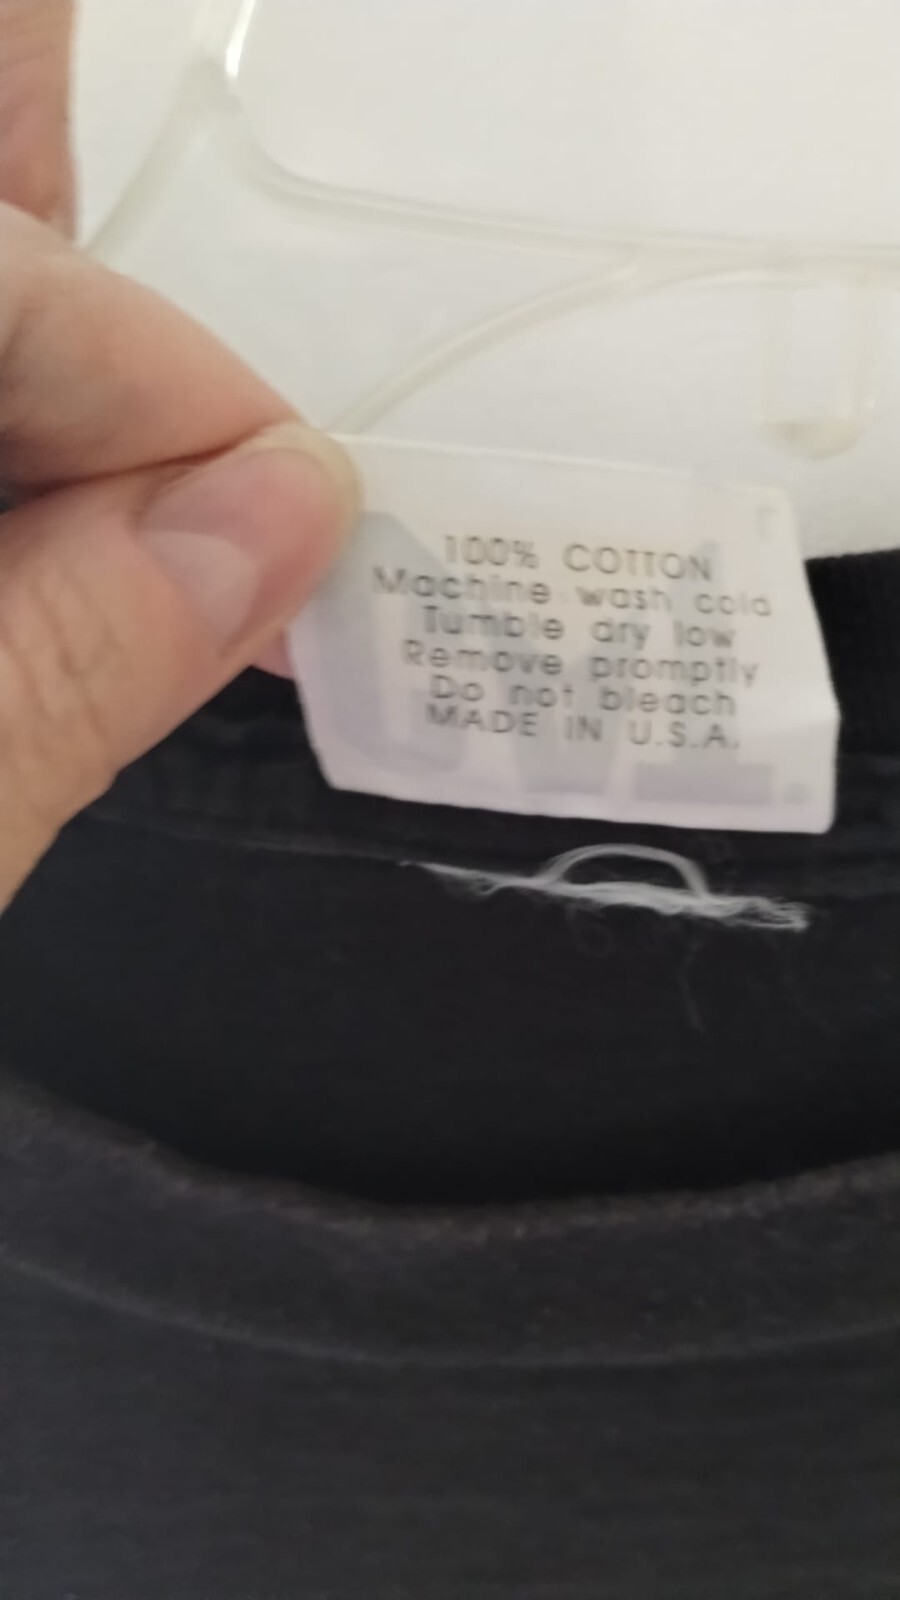 100% COTTON
Machine wash cold
Tumble dry low
Remove promptly
Do not bleach
MADE IN U.S.A.